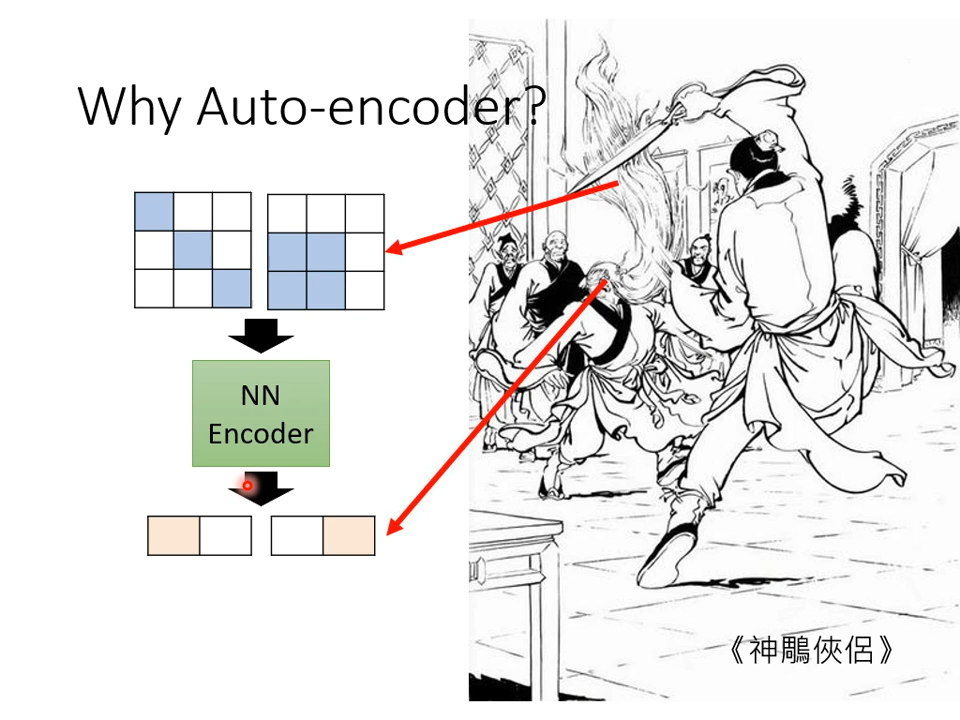 Why Auto-encoder?
NN
Encoder
《神鵰俠侶》